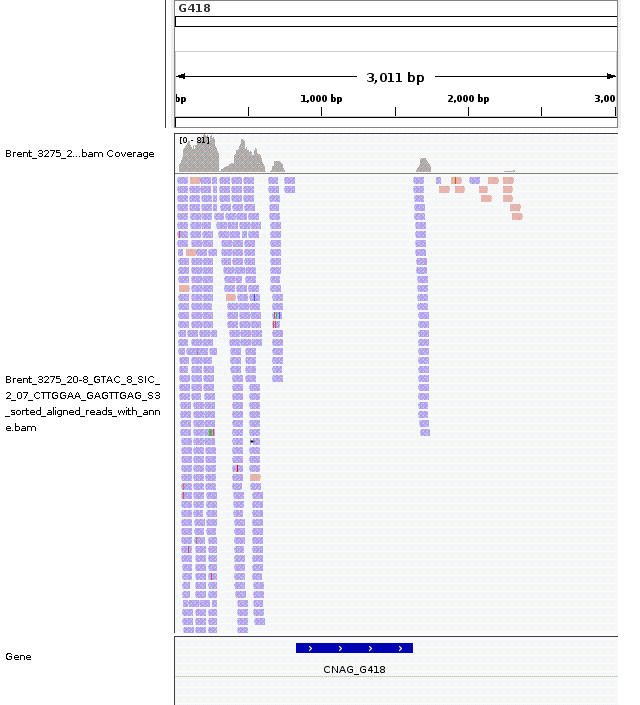 G418
3,011 bp
bp
1,000 bp
2,000 bp
3,00
[0 - 81]
Brent_3275_2...bam Coverage
Brent_3275_20-8_GTAC_8_SIC_
2_07_CTTGGAA_GAGTTGAG_S3
_sorted_aligned_reads_with_ann
e.bam
Gene
CNAG_G418